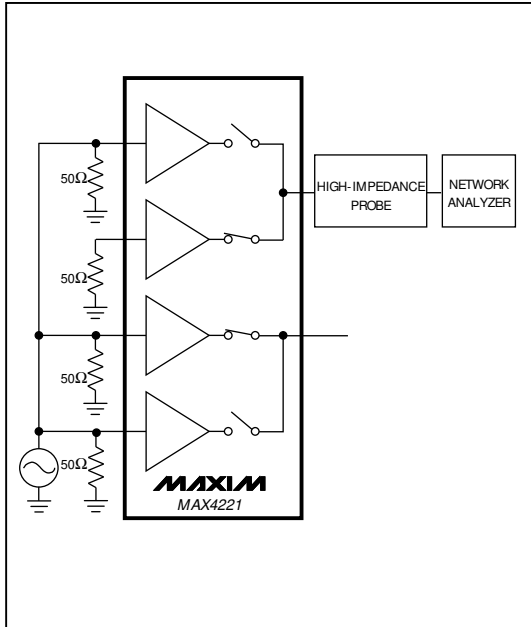 50Ω
HIGH-IMPEDANCE
PROBE
NETWORK
ANALYZER
50Ω
50Ω
50Ω
MAXIM
MAX4221